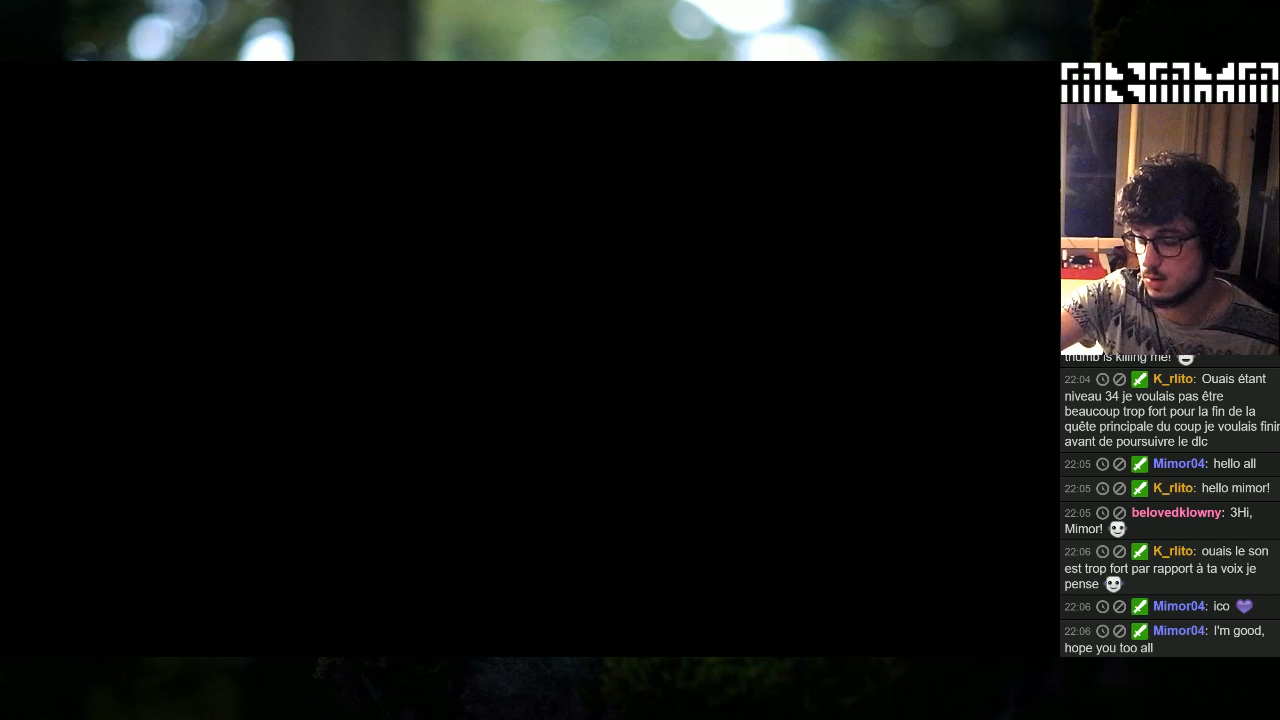 thumb is killing me!
22:04 K_rlito: Ouais étant
niveau 34 je voulais pas être
beaucoup trop fort pour la fin de la
quête principale du coup je voulais finir
avant de poursuivre le dlc
22:05 Mimor04: hello all
22:05 K_rlito: hello mimor!
22:05 belovedklowny: 3Hi,
Mimor!
22:06 K_rlito: ouais le son
est trop fort par rapport à ta voix je
pense
22:06 Mimor04: ico
22:06 Mimor04: I'm good,
hope you too all